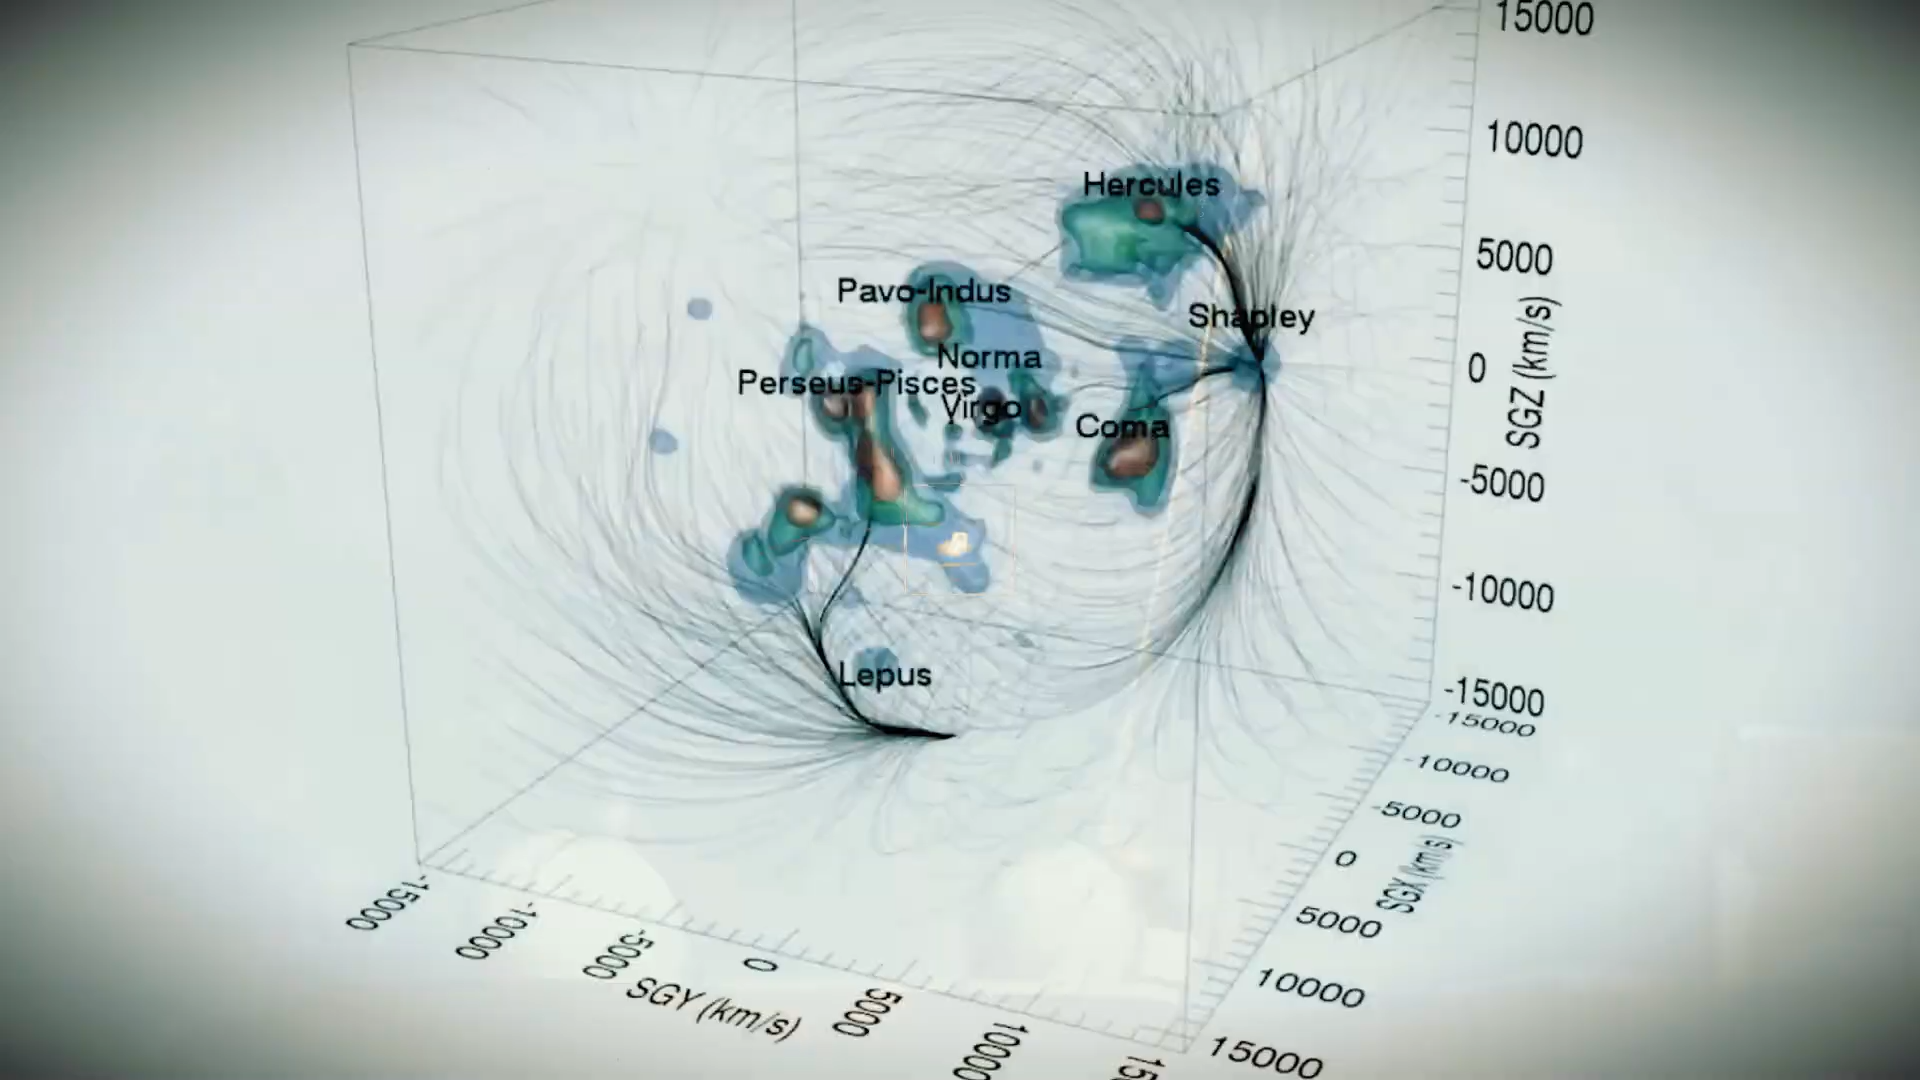 15000
10000
Hercules
5000
Pavo-Indus
Shapley
Norma
0
SGZ (km/s)
Perseus-Pisces
Virgo
Coma
-5000
-10000
Lepus
-15000
-15000
-10000
-5000
0
SGX (km/s)
5000
10000
15000
-15000
-10000
-5000
0
5000
10000
SGY (km/s)